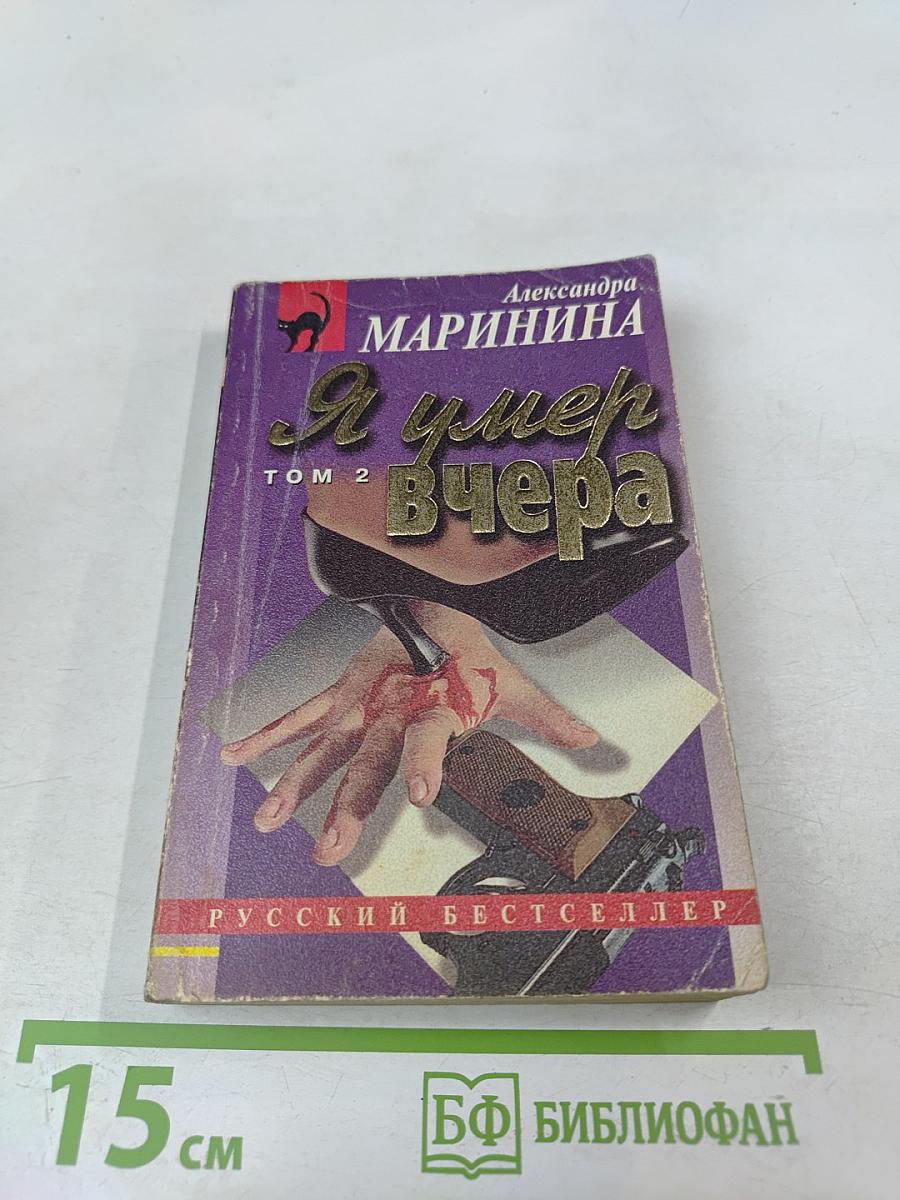 Александра
МАРИНИНА
Я умер
ТОМ 2
вчера
РУССКИЙ БЕСТСЕЛЛЕР
15 см
БФ БИБЛИОФАН